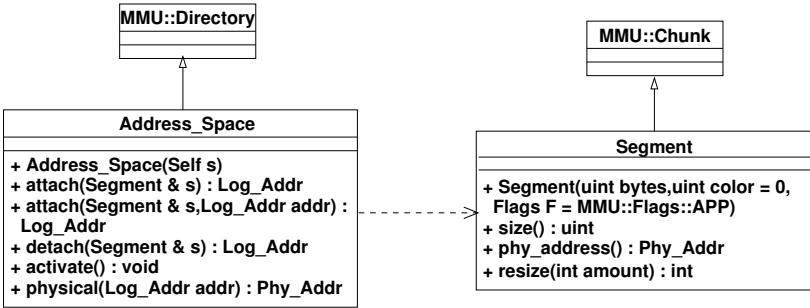 MMU::Directory
MMU::Chunk
Address_Space
+ Address_Space(Self s)
+ attach(Segment & s) : Log_Addr
+ attach(Segment & s,Log_Addr addr) :
Log_Addr
+ detach(Segment & s) : Log_Addr
+ activate() : void
+ physical(Log_Addr addr) : Phy_Addr
Segment
+ Segment(uint bytes,uint color = 0,
Flags F = MMU::Flags::APP)
+ size() : uint
+ phy_address() : Phy_Addr
+ resize(int amount) : int